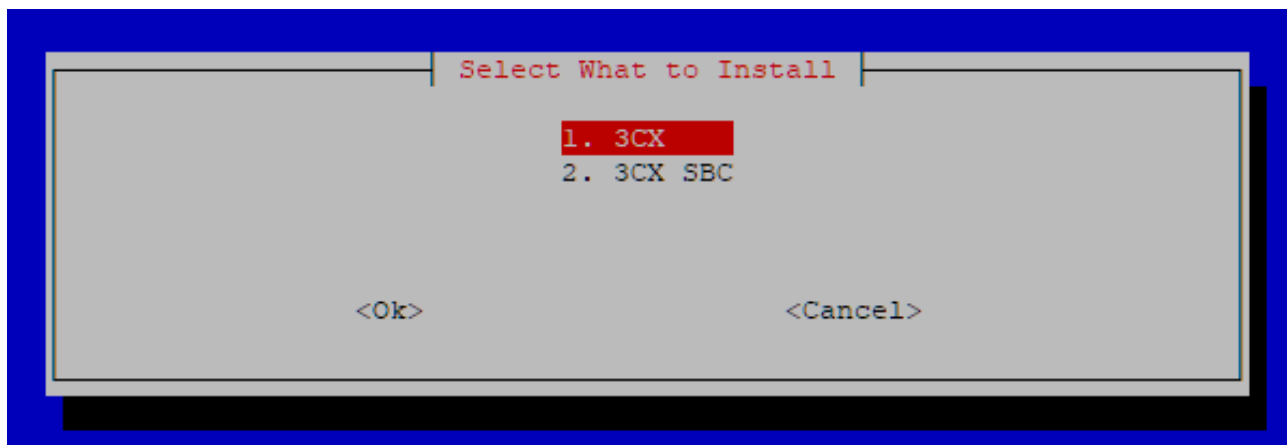 Select What to Install
1. 3CX
2. 3CX SBC
<Ok> <Cancel>